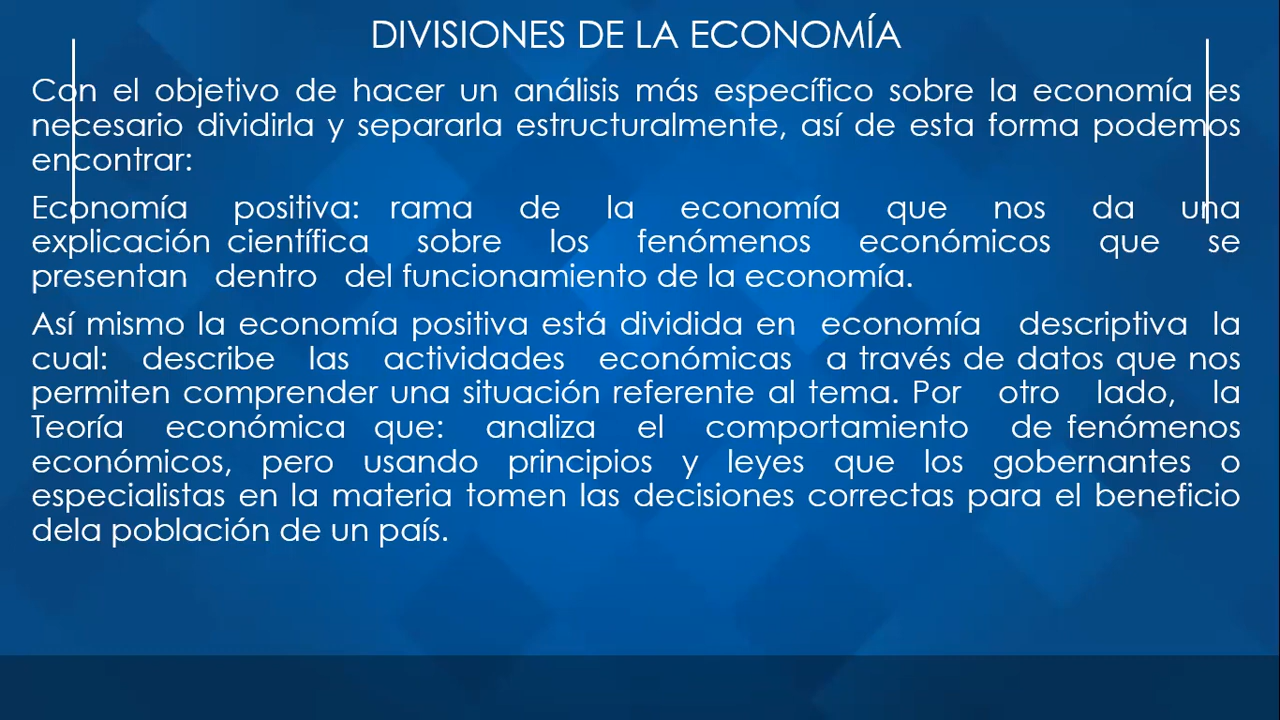 DIVISIONES DE LA ECONOMÍA
Con el objetivo de hacer un análisis más específico sobre la economía es
necesario dividirla y separarla estructuralmente, así de esta forma podemos
encontrar:
Economía positiva: rama de la economía que nos da una
explicación científica sobre los fenómenos económicos que se
presentan dentro del funcionamiento de la economía.
Así mismo la economía positiva está dividida en economía descriptiva la
cual: describe las actividades económicas a través de datos que nos
permiten comprender una situación referente al tema. Por otro lado, la
Teoría económica que: analiza el comportamiento de fenómenos
económicos, pero usando principios y leyes que los gobernantes o
especialistas en la materia tomen las decisiones correctas para el beneficio
dela población de un país.